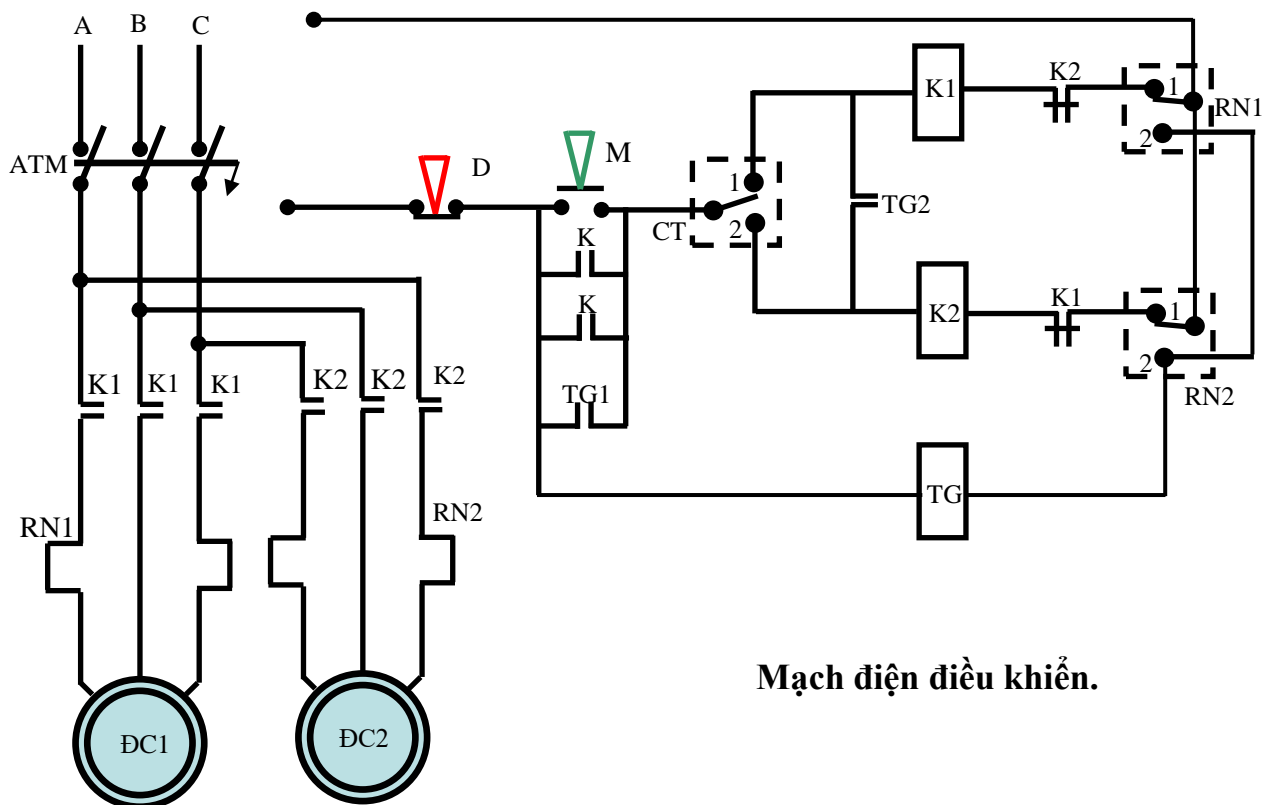 A B C
K2
K1
1
RN1
ATM
D
M
2
1
TG2
CT
2
K
K1
K2
1
K
2
K1 K1 K1
K2 K2 K2
TG1
RN2
TG
RN1
RN2
Mạch điện điều khiển.
ĐC1
ĐC2